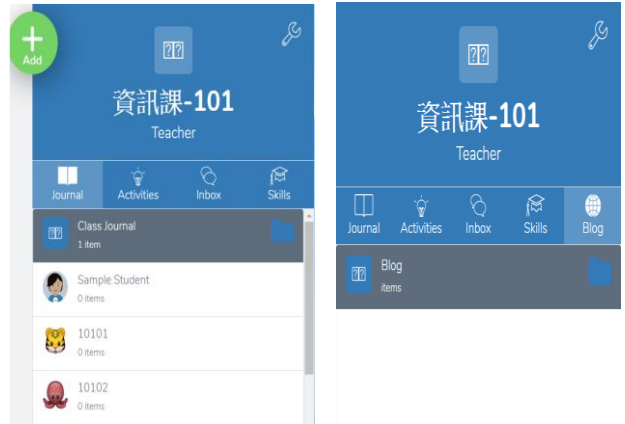 Add
??
資訊課-101
Teacher
Journal Activities Inbox Skills
??
Class Journal
1 item
Sample Student
0 items
10101
0 items
10102
0 items
??
資訊課-101
Teacher
Journal Activities Inbox Skills Blog
??
Blog
items